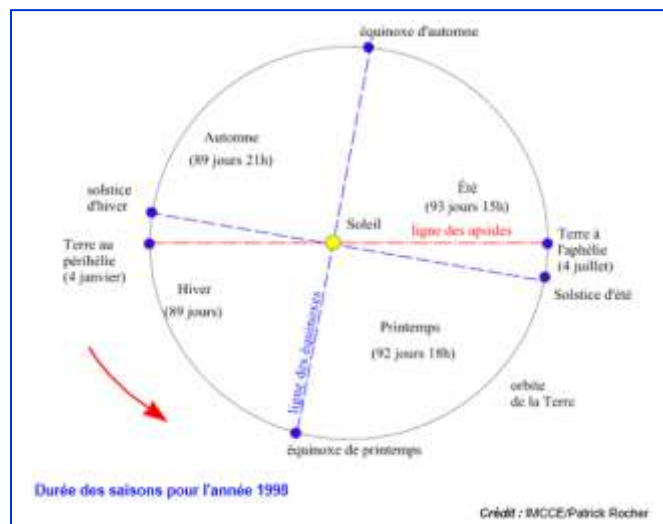 équinoxe d'automne
Automne
(89 jours 21h)
solstice
d'hiver
Été
(93 jours 15h)
Soleil
ligne des apsides
Terre à
l'aphélie
(4 juillet)
Terre au
périhélie
(4 janvier)
Solstice d'été
Hiver
(89 jours)
Printemps
(92 jours 18h)
ligne des équinoxes
orbite
de la Terre
équinoxe de printemps
Durée des saisons pour l'année 1998
Crédit : IMCCE/Patrick Rocher